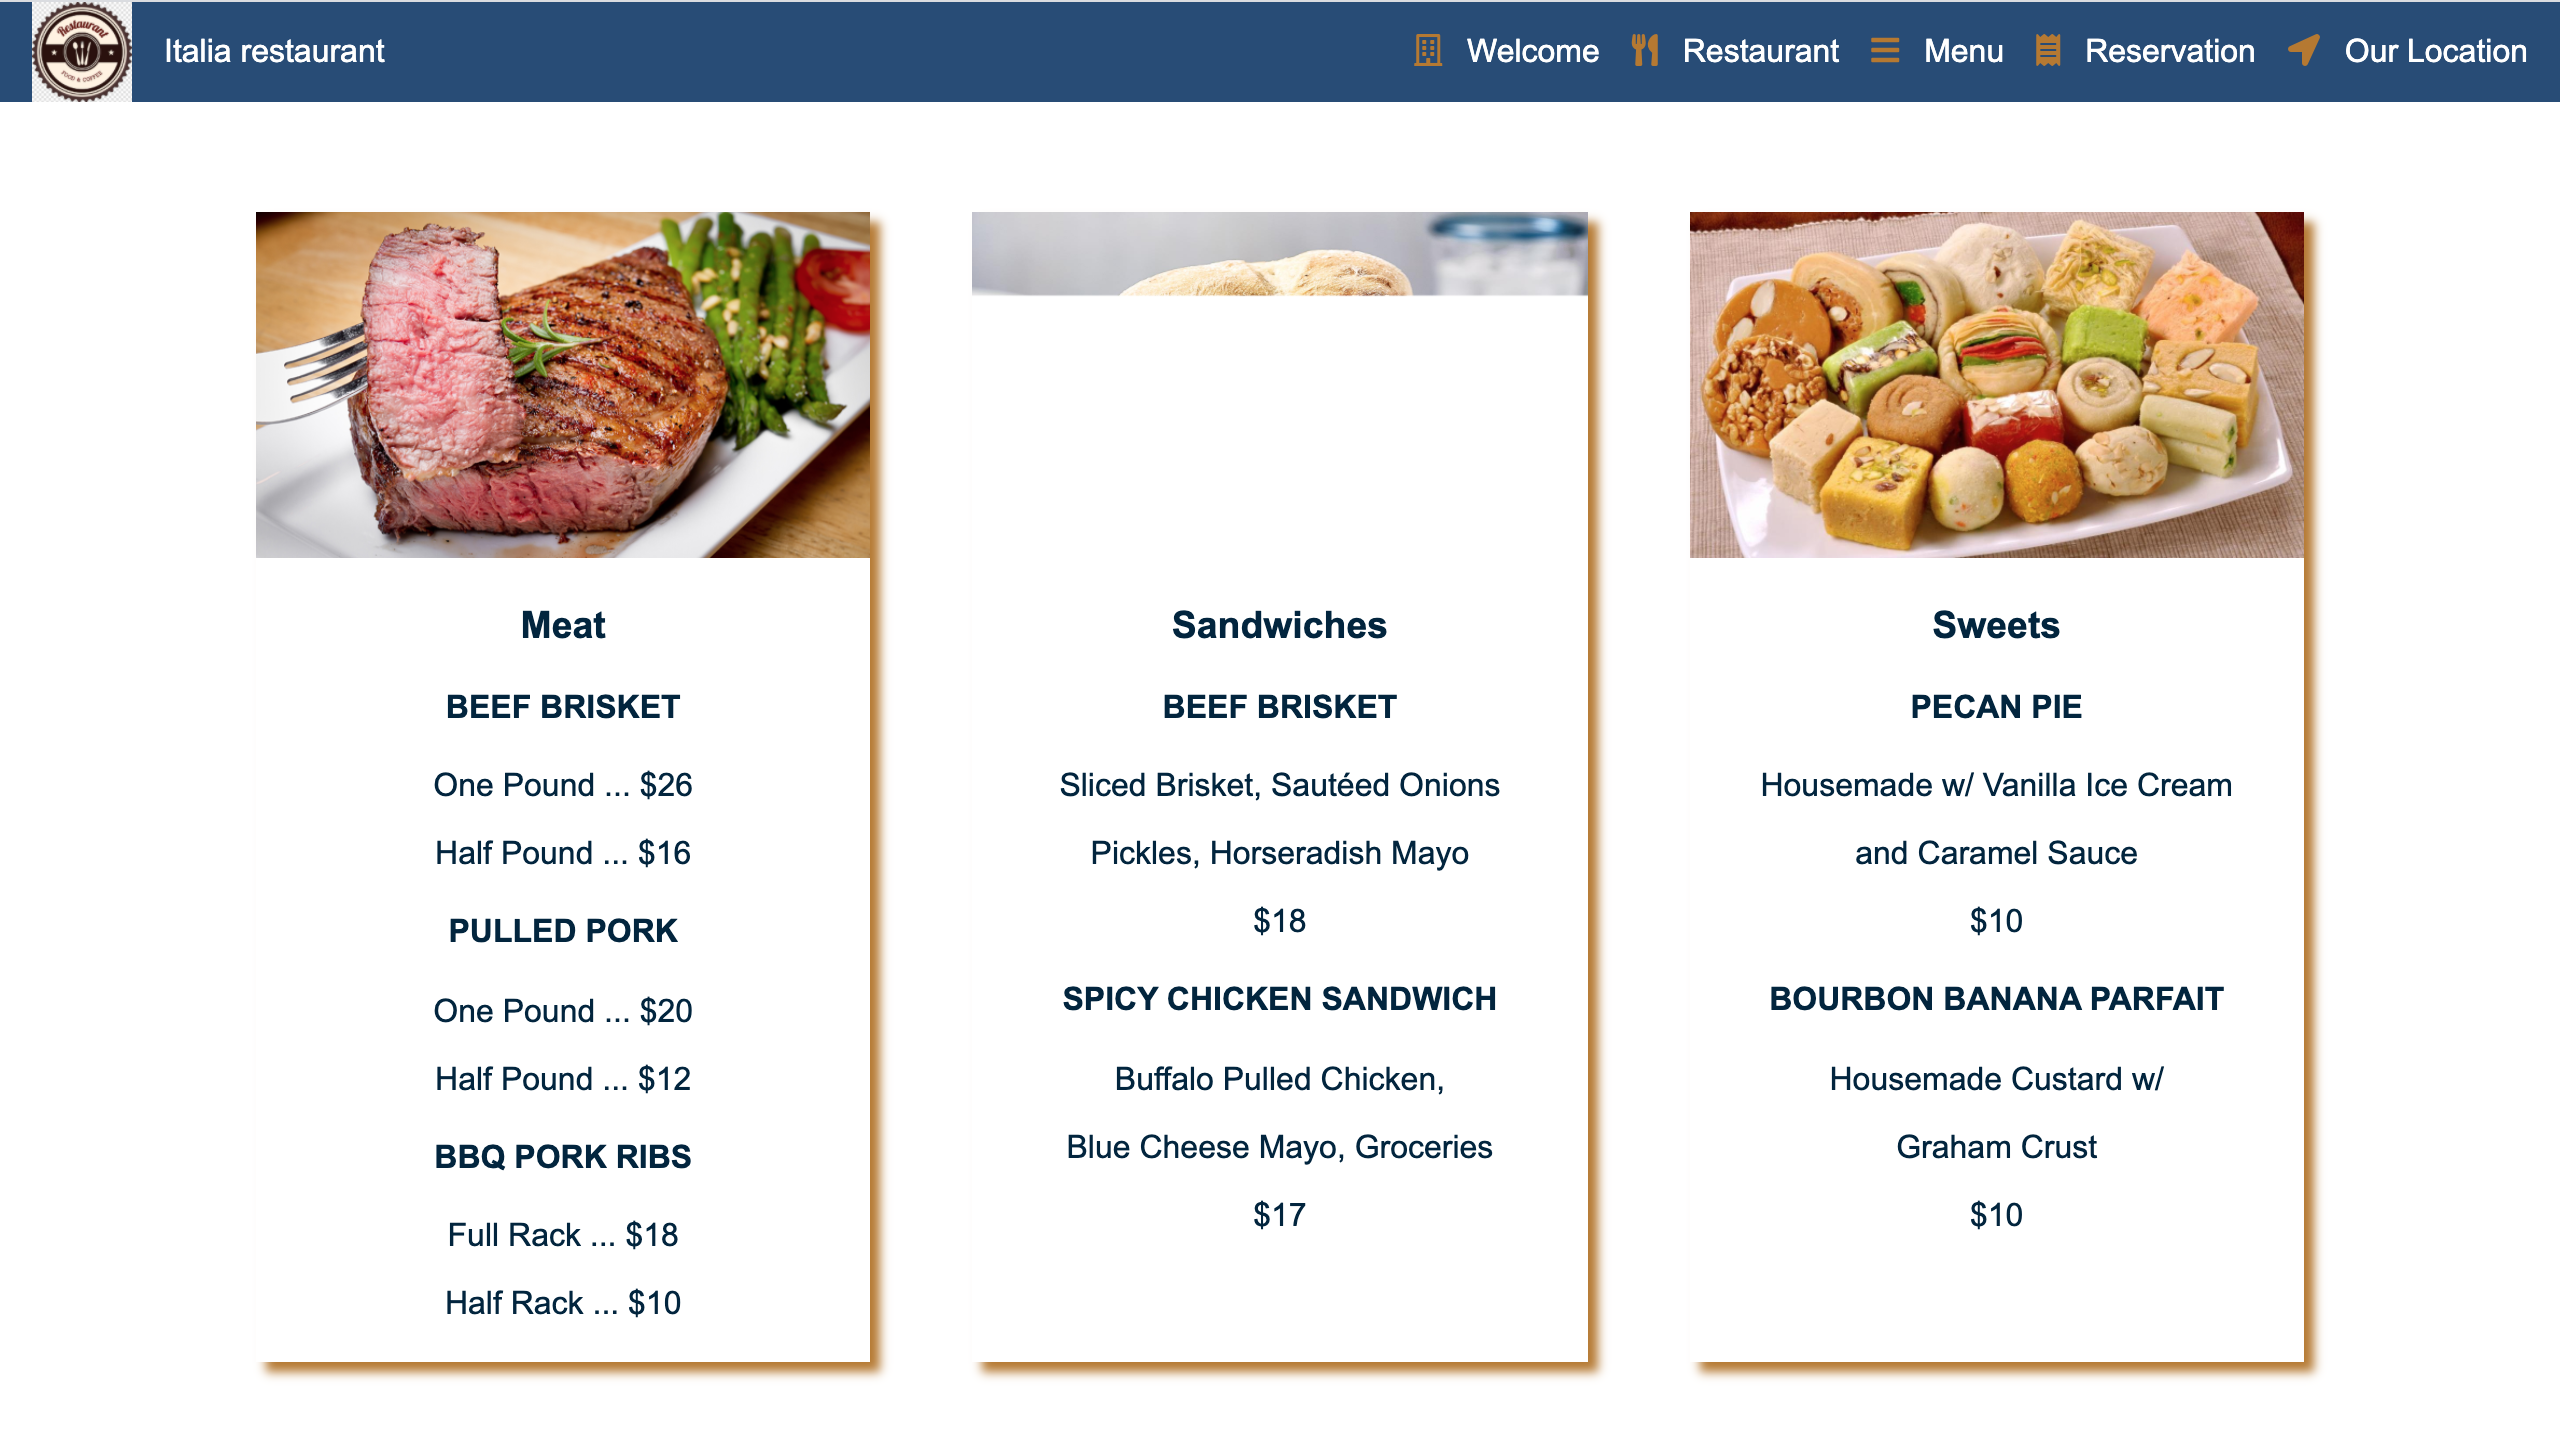 Restaurant
FOOD & COFFEE
Italia restaurant
Welcome
Restaurant
Menu
Reservation
Our Location
Meat
BEEF BRISKET
One Pound ... $26
Half Pound ... $16
PULLED PORK
One Pound ... $20
Half Pound ... $12
BBQ PORK RIBS
Full Rack ... $18
Half Rack ... $10
Sandwiches
BEEF BRISKET
Sliced Brisket, Sautéed Onions
Pickles, Horseradish Mayo
$18
SPICY CHICKEN SANDWICH
Buffalo Pulled Chicken,
Blue Cheese Mayo, Groceries
$17
Sweets
PECAN PIE
Housemade w/ Vanilla Ice Cream
and Caramel Sauce
$10
BOURBON BANANA PARFAIT
Housemade Custard w/
Graham Crust
$10